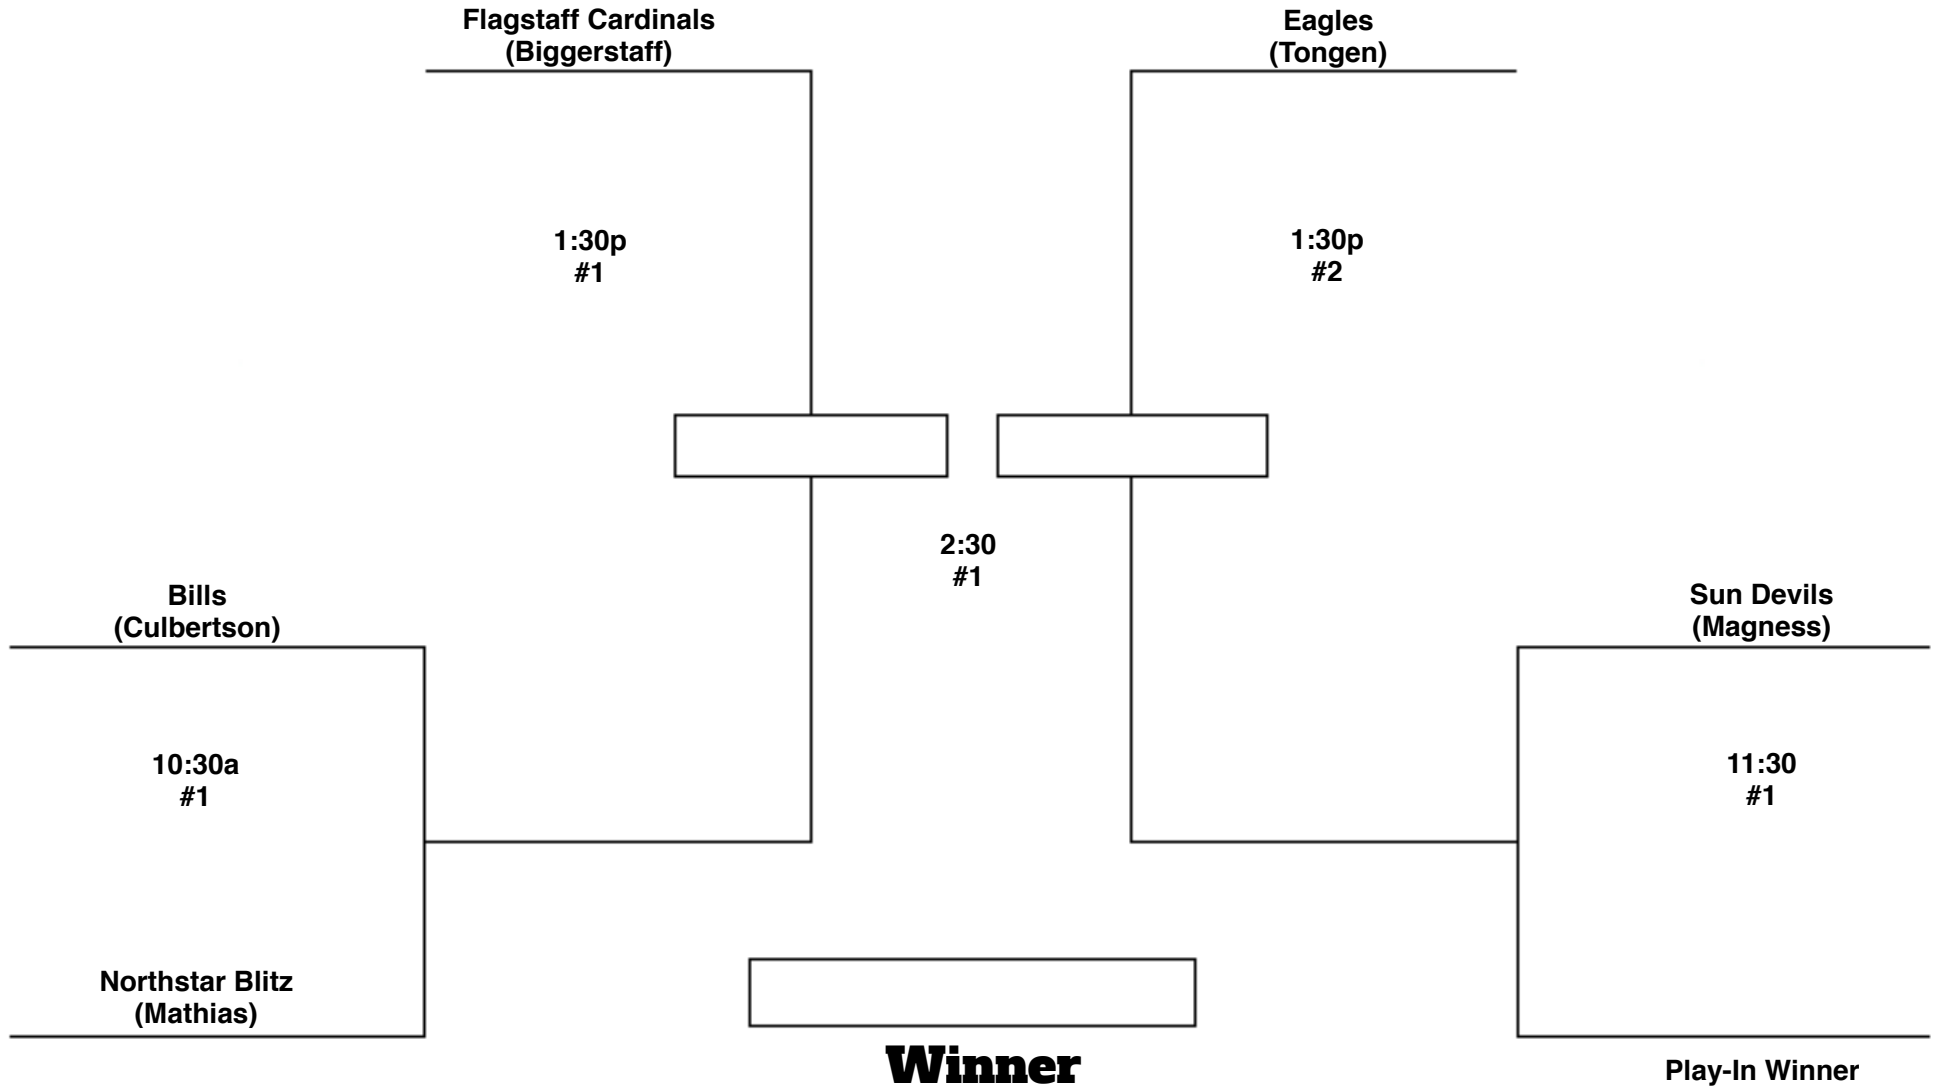 Flagstaff Cardinals
(Biggerstaff)
Eagles
(Tongen)
1:30p
#1
1:30p
#2
2:30
#1
Bills
(Culbertson)
Sun Devils
(Magness)
10:30a
#1
11:30
#1
Northstar Blitz
(Mathias)
Winner
Play-In Winner